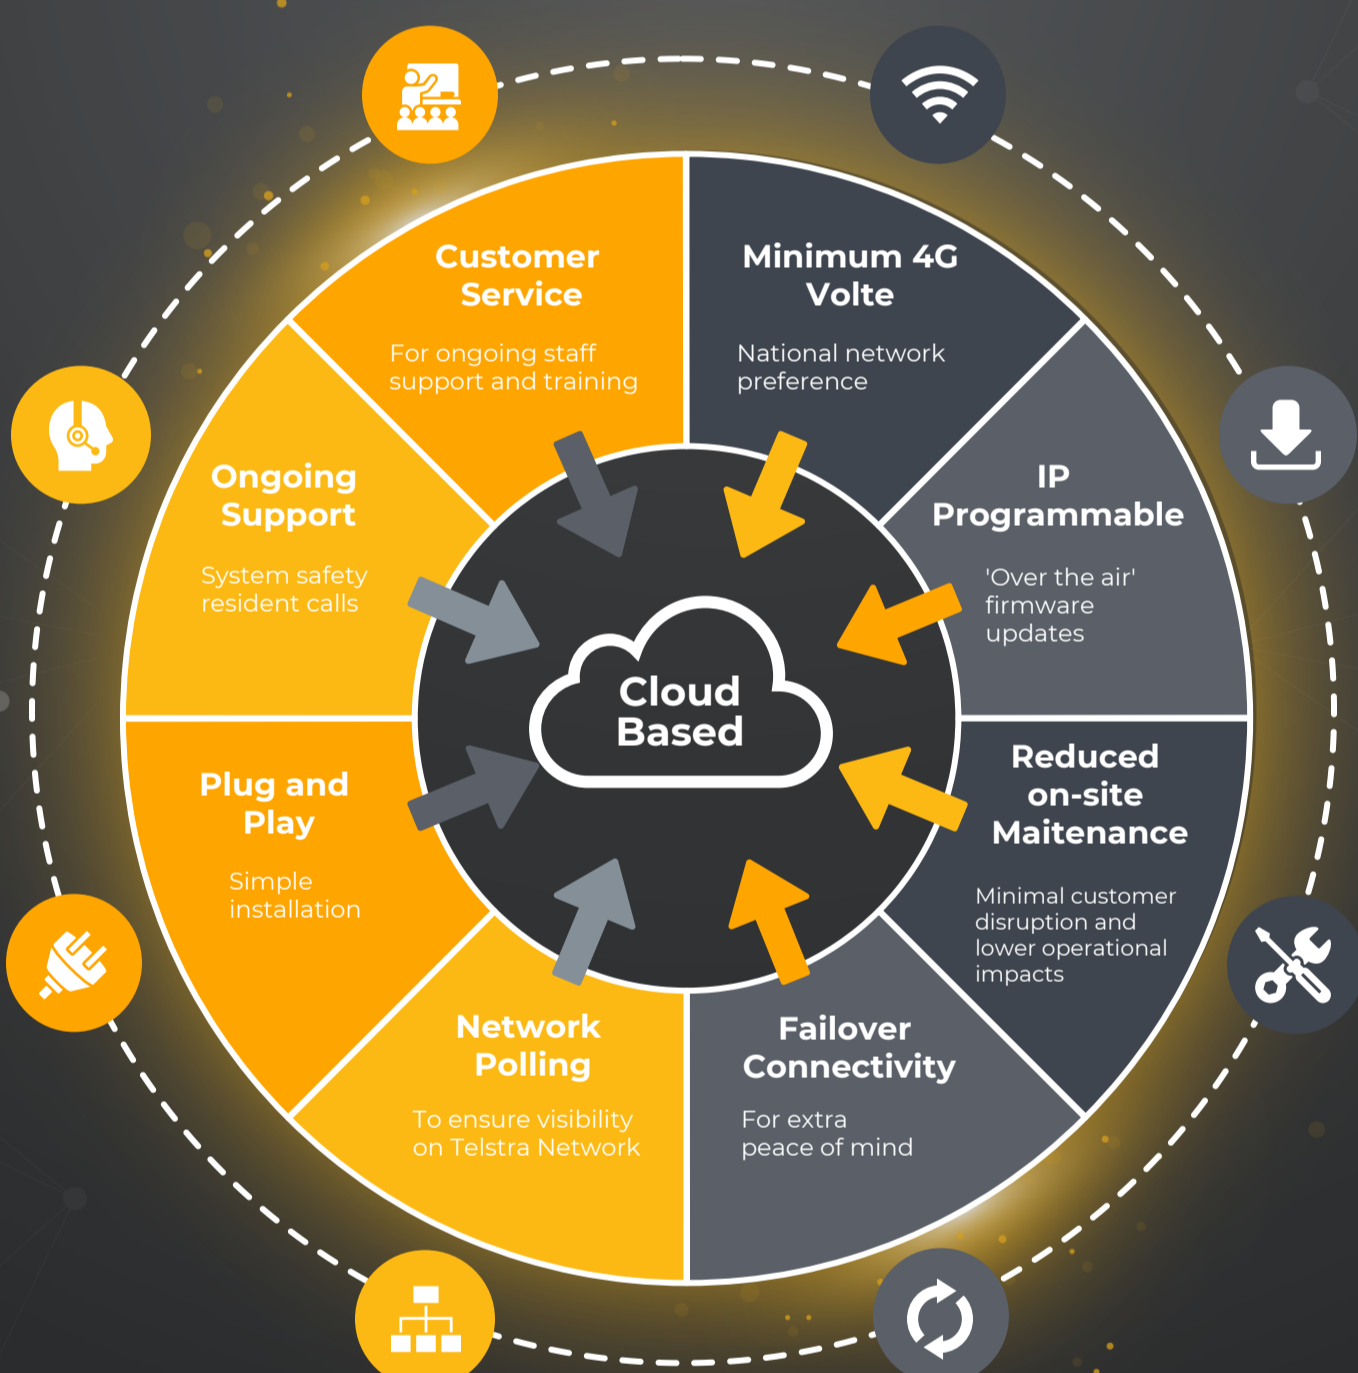 Customer
Service
For ongoing staff
support and training
Minimum 4G
Volte
National network
preference
IP
Programmable
'Over the air'
firmware
updates
Reduced
on-site
Maitenance
Minimal customer
disruption and
lower operational
impacts
Failover
Connectivity
For extra
peace of mind
Network
Polling
To ensure visibility
on Telstra Network
Plug and
Play
Simple
installation
Ongoing
Support
System safety
resident calls
Cloud
Based